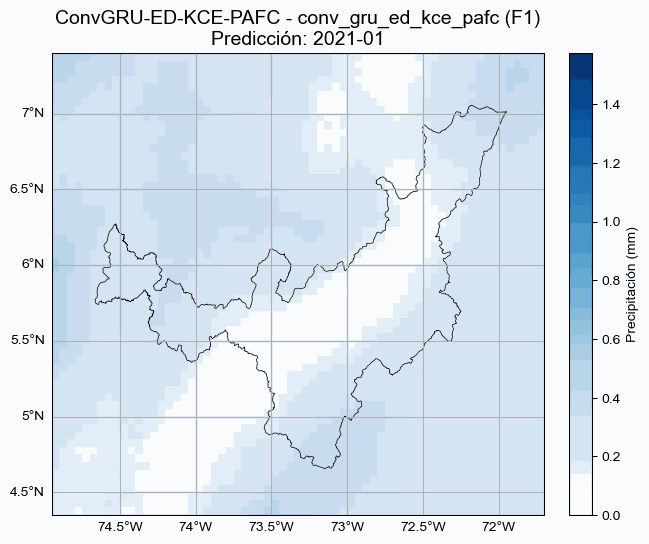 ConvGRU-ED-KCE-PAFC - conv_gru_ed_kce_pafc (F1)
Predicción: 2021-01
7°N
6.5°N
6°N
5.5°N
5°N
4.5°N
74.5°W
74°W
73.5°W
73°W
72.5°W
72°W
1.4
1.2
1.0
0.8
0.6
0.4
0.2
0.0
Precipitación (mm)